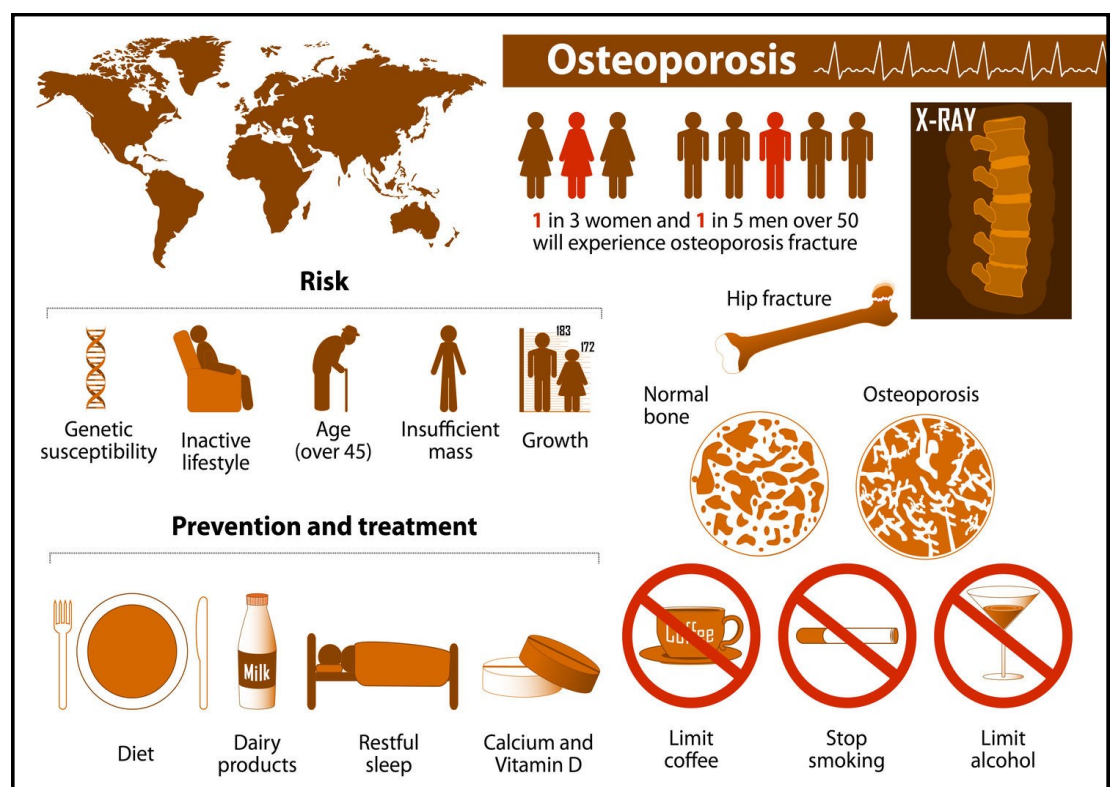 Osteoporosis
X-RAY
1 in 3 women and 1 in 5 men over 50
will experience osteoporosis fracture
Risk
183
172
Genetic
susceptibility
Inactive
lifestyle
Age
(over 45)
Insufficient
mass
Growth
Hip fracture
Normal
bone
Osteoporosis
Prevention and treatment
Milk
Coffee
Diet
Dairy
products
Restful
sleep
Calcium and
Vitamin D
Limit
coffee
Stop
smoking
Limit
alcohol